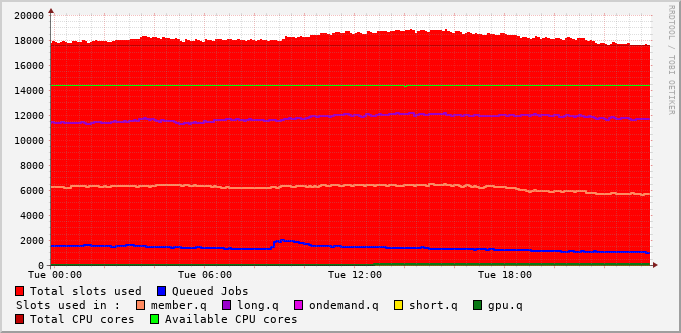 RRDTOOL / TOBI OETIKER
20000
18000
16000
14000
12000
10000
8000
6000
4000
2000
0
Tue 00:00 Tue 06:00 Tue 12:00 Tue 18:00
Total slots used Queued Jobs
Slots used in : member.q long.q ondemand.q short.q gpu.q
Total CPU cores Available CPU cores